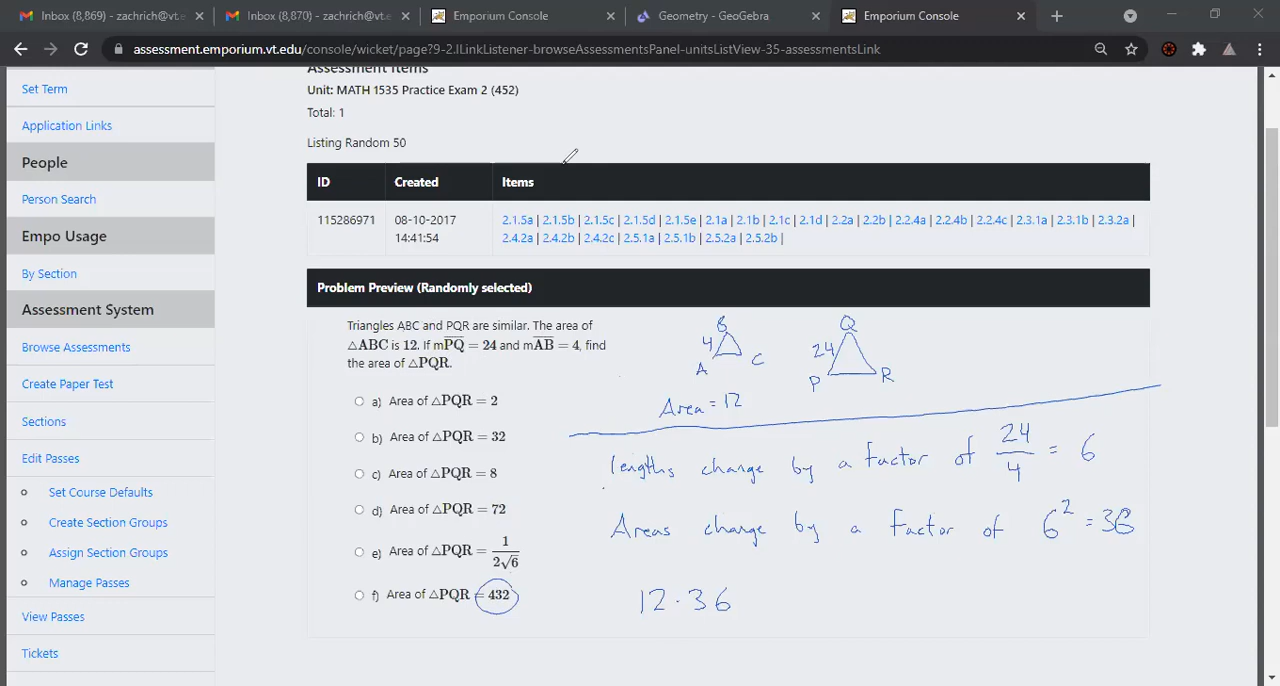 Inbox (8,869) - zachrich@vt.e
Inbox (8,870) - zachrich@vt.e
Emporium Console
Geometry - GeoGebra
Emporium Console
assessment.emporium.vt.edu/console/wicket/page?9-2.ILinkListener-browseAssessmentsPanel-unitsListView-35-assessmentsLink
Set Term
Application Links
People
Person Search
Empo Usage
By Section
Assessment System
Browse Assessments
Create Paper Test
Sections
Edit Passes
Set Course Defaults
Create Section Groups
Assign Section Groups
Manage Passes
View Passes
Tickets
Assessment Items
Unit: MATH 1535 Practice Exam 2 (452)
Total: 1
Listing Random 50
ID Created Items
115286971 08-10-2017 14:41:54 2.1.5a | 2.1.5b | 2.1.5c | 2.1.5d | 2.1.5e | 2.1a | 2.1b | 2.1c | 2.1d | 2.2a | 2.2b | 2.2.4a | 2.2.4b | 2.2.4c | 2.3.1a | 2.3.1b | 2.3.2a |
2.4.2a | 2.4.2b | 2.4.2c | 2.5.1a | 2.5.1b | 2.5.2a | 2.5.2b |
Problem Preview (Randomly selected)
Triangles ABC and PQR are similar. The area of
△ABC is 12. If mP̅Q̅ = 24 and mA̅B̅ = 4, find
the area of △PQR.
a) Area of △PQR = 2
b) Area of △PQR = 32
c) Area of △PQR = 8
d) Area of △PQR = 72
e) Area of △PQR = 1/(2√6)
f) Area of △PQR = 432
B
4
A
C
Area = 12
Q
24
P
R
lengths change by a factor of 24/4 = 6
Areas change by a factor of 6² = 36
12 · 36